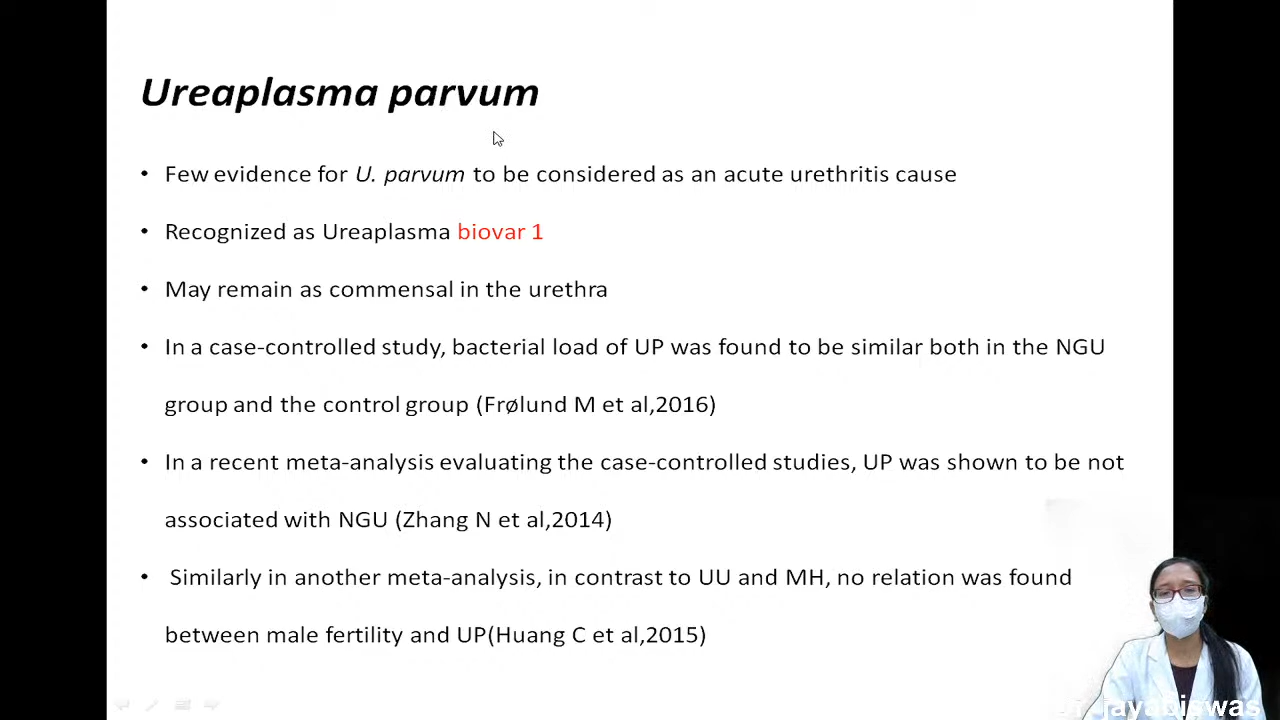 Ureaplasma parvum
• Few evidence for U. parvum to be considered as an acute urethritis cause
• Recognized as Ureaplasma biovar 1
• May remain as commensal in the urethra
• In a case-controlled study, bacterial load of UP was found to be similar both in the NGU
group and the control group (Frølund M et al,2016)
• In a recent meta-analysis evaluating the case-controlled studies, UP was shown to be not
associated with NGU (Zhang N et al,2014)
• Similarly in another meta-analysis, in contrast to UU and MH, no relation was found
between male fertility and UP(Huang C et al,2015)
jayabiswas